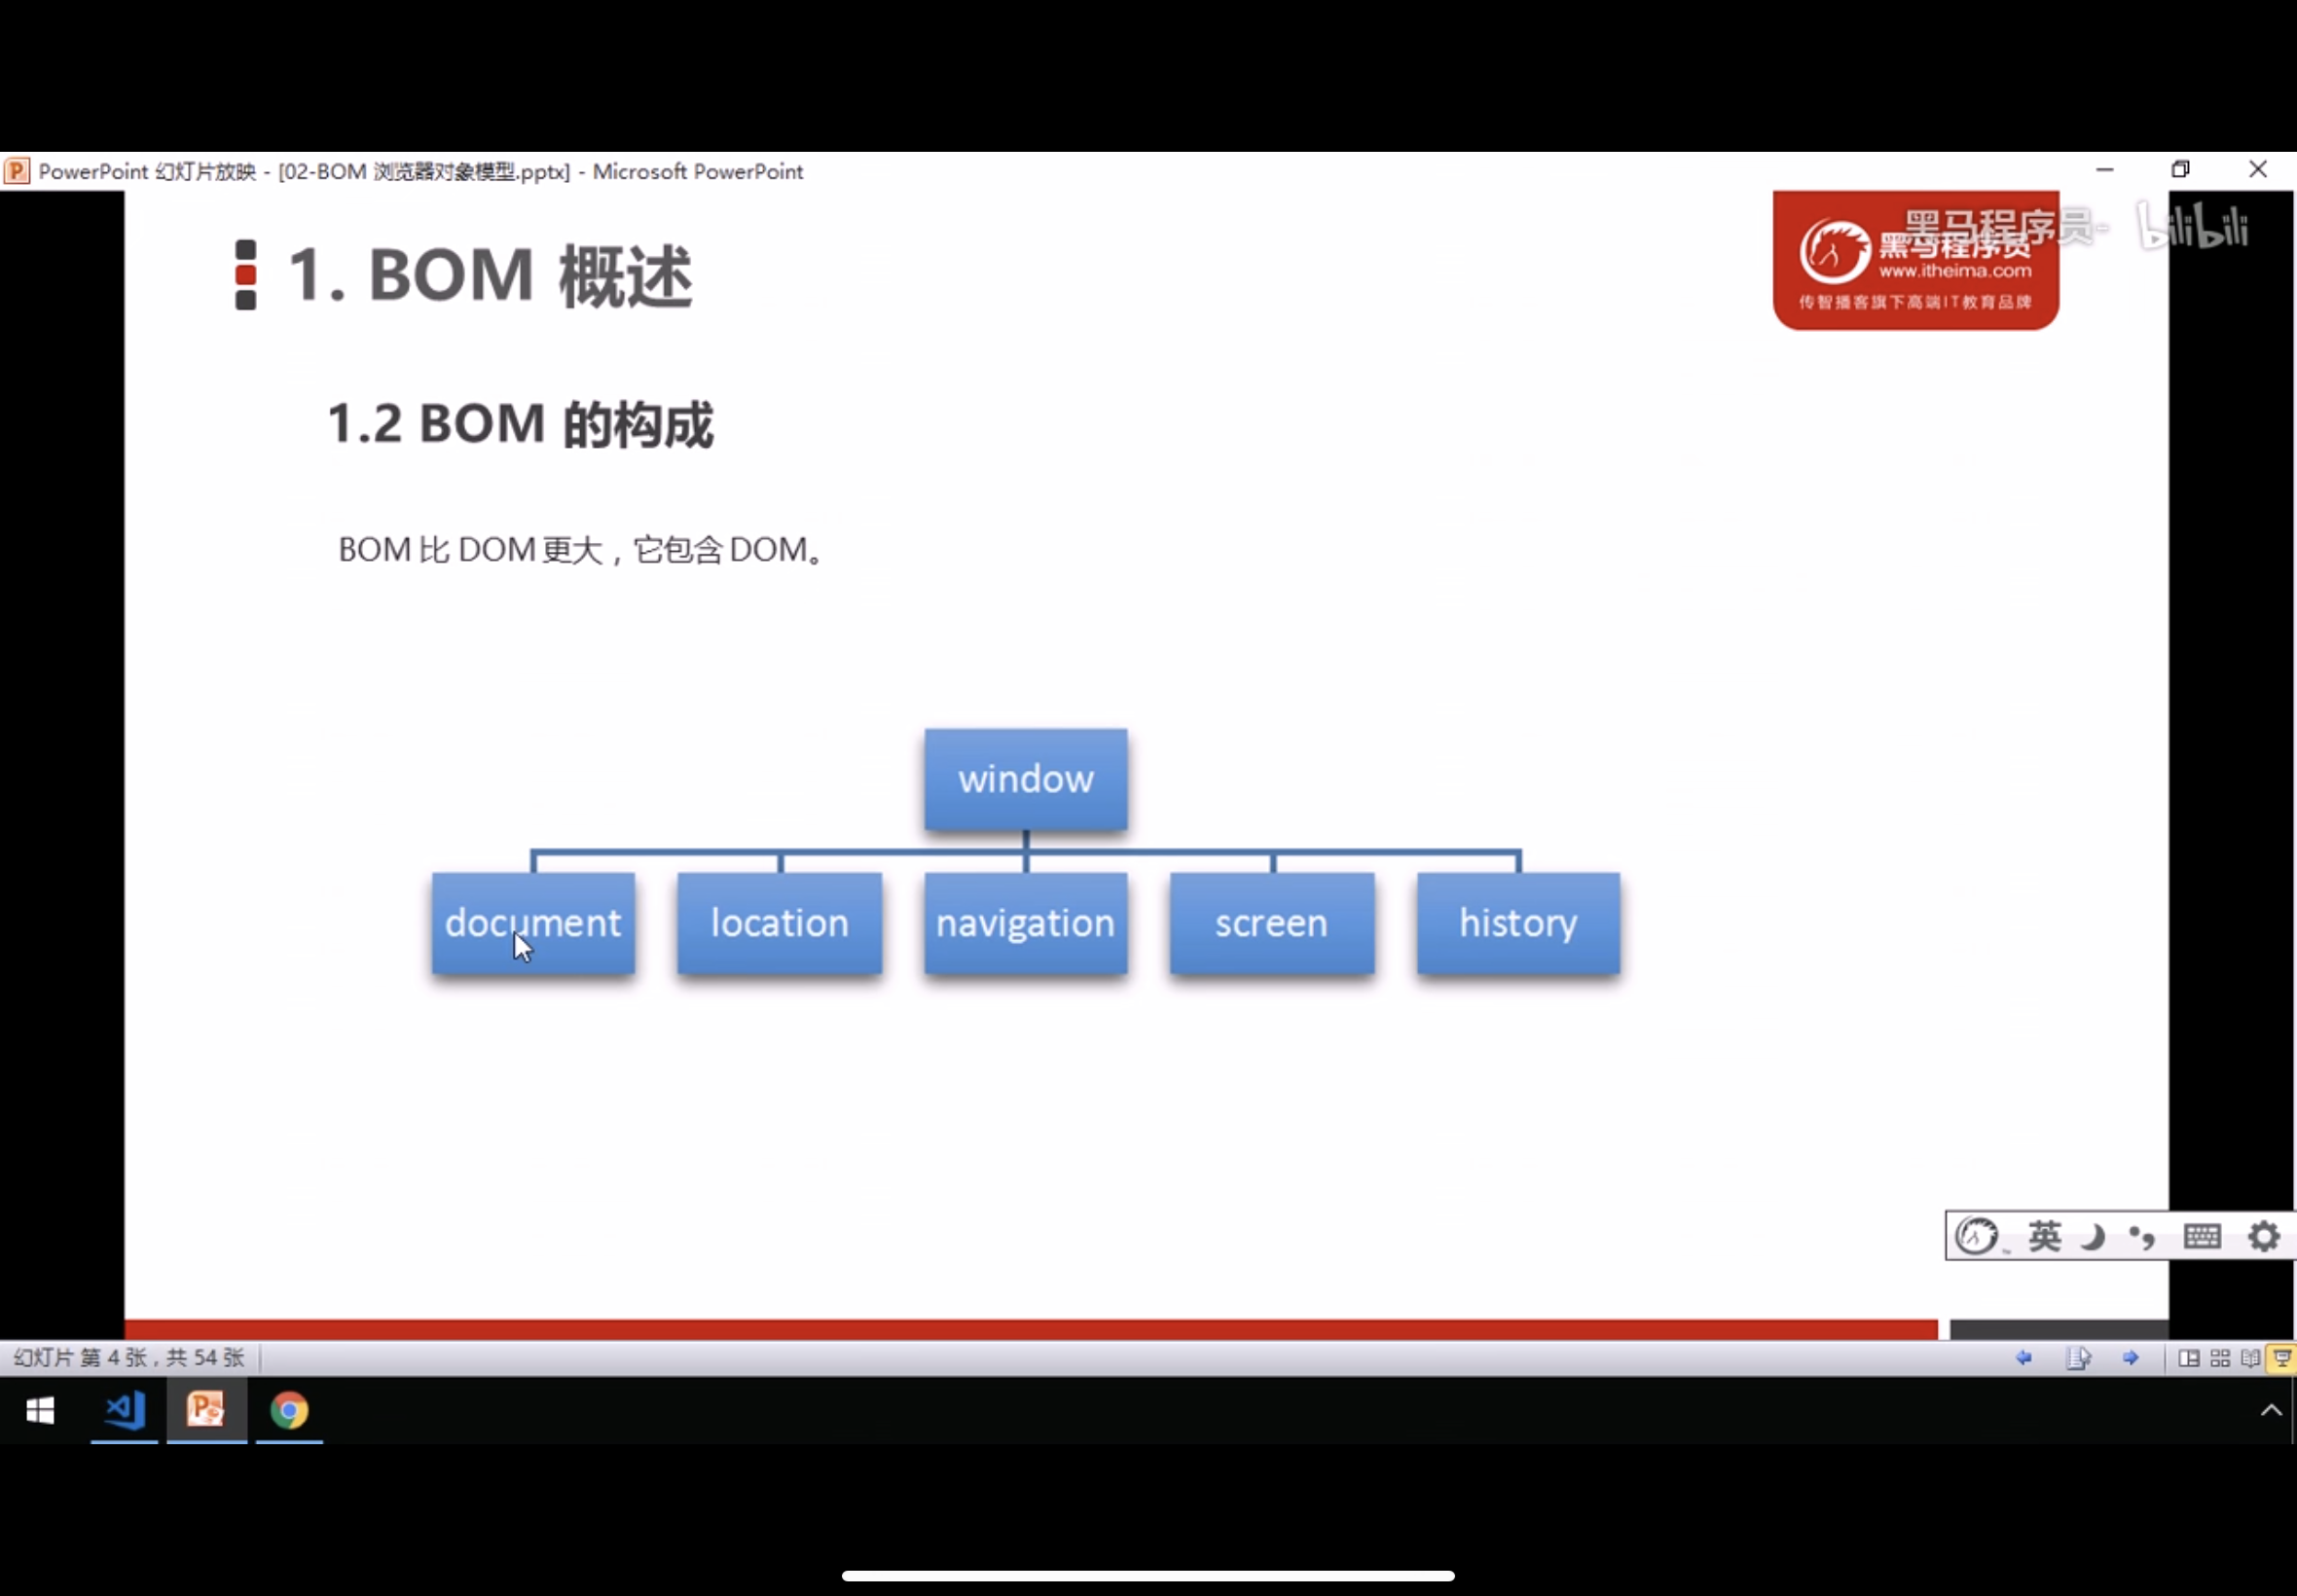 PowerPoint 幻灯片放映 - [02-BOM 浏览器对象模型.pptx] - Microsoft PowerPoint
黑马程序员- bilibili
黑马程序员
www.itheima.com
传智播客旗下高端IT教育品牌
1. BOM 概述
1.2 BOM 的构成
BOM 比 DOM 更大，它包含 DOM。
window
document
location
navigation
screen
history
英
幻灯片 第 4 张，共 54 张